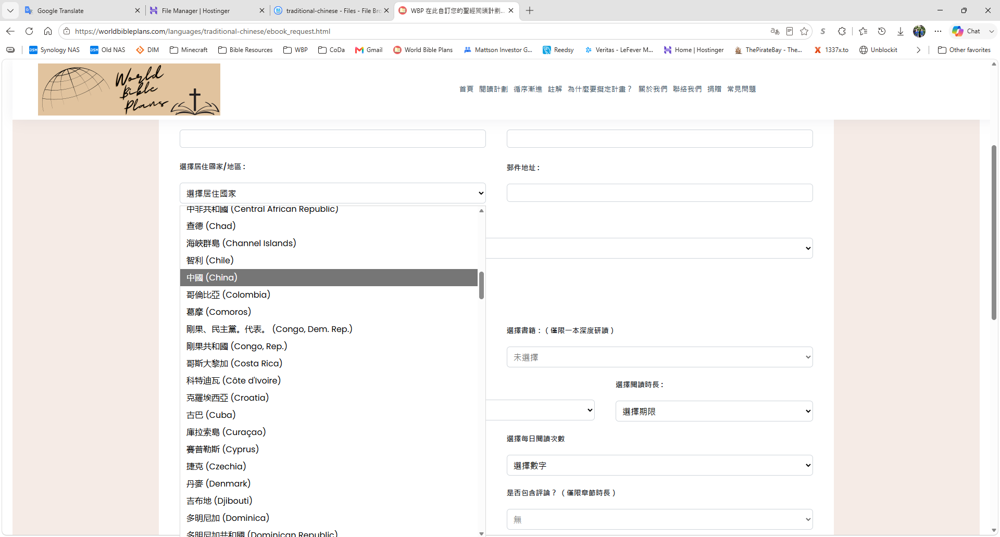 Google Translate
File Manager | Hostinger
traditional-chinese - Files - File Bro
WBP 在此自訂您的聖經閱讀計劃...
https://worldbibleplans.com/languages/traditional-chinese/ebook_request.html
Chat
Synology NAS
Old NAS
DIM
Minecraft
Bible Resources
WBP
CoDa
Gmail
World Bible Plans
Mattson Investor G...
Reedsy
Veritas - LeFever M...
Home | Hostinger
ThePirateBay - The...
1337x.to
Unblockit
Other favorites
World
Bible
Plans
首頁 閱讀計劃 循序漸進 註解 為什麼要擬定計畫？ 關於我們 聯絡我們 捐贈 常見問題
選擇居住國家/地區：
郵件地址：
選擇居住國家
中非共和國 (Central African Republic)
查德 (Chad)
海峽群島 (Channel Islands)
智利 (Chile)
中國 (China)
哥倫比亞 (Colombia)
葛摩 (Comoros)
剛果、民主黨。代表。 (Congo, Dem. Rep.)
剛果共和國 (Congo, Rep.)
哥斯大黎加 (Costa Rica)
科特迪瓦 (Côte d'Ivoire)
克羅埃西亞 (Croatia)
古巴 (Cuba)
庫拉索島 (Curaçao)
賽普勒斯 (Cyprus)
捷克 (Czechia)
丹麥 (Denmark)
吉布地 (Djibouti)
多明尼加 (Dominica)
多明尼加共和國 (Dominican Republic)
選擇書籍：（僅限一本深度研讀）
未選擇
選擇閱讀時長：
選擇期限
選擇每日閱讀次數
選擇數字
是否包含評論？（僅限章節時長）
無